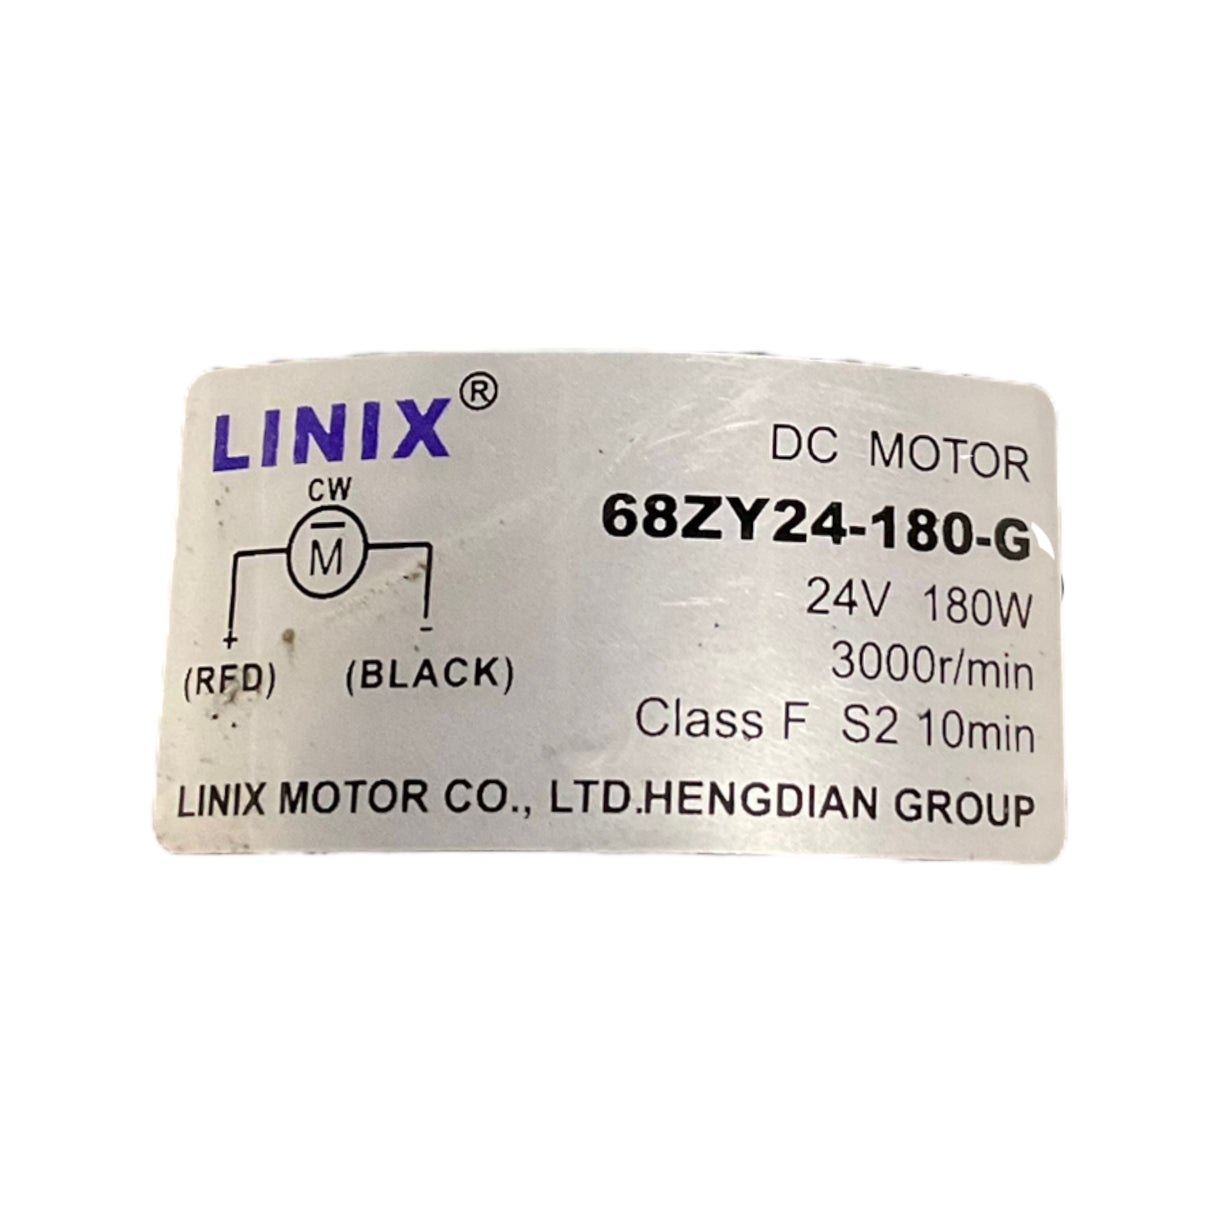 LINIX®
CW
M
+ -
(RED) (BLACK)
DC MOTOR
68ZY24-180-G
24V 180W
3000r/min
Class F S2 10min
LINIX MOTOR CO., LTD.HENGDIAN GROUP